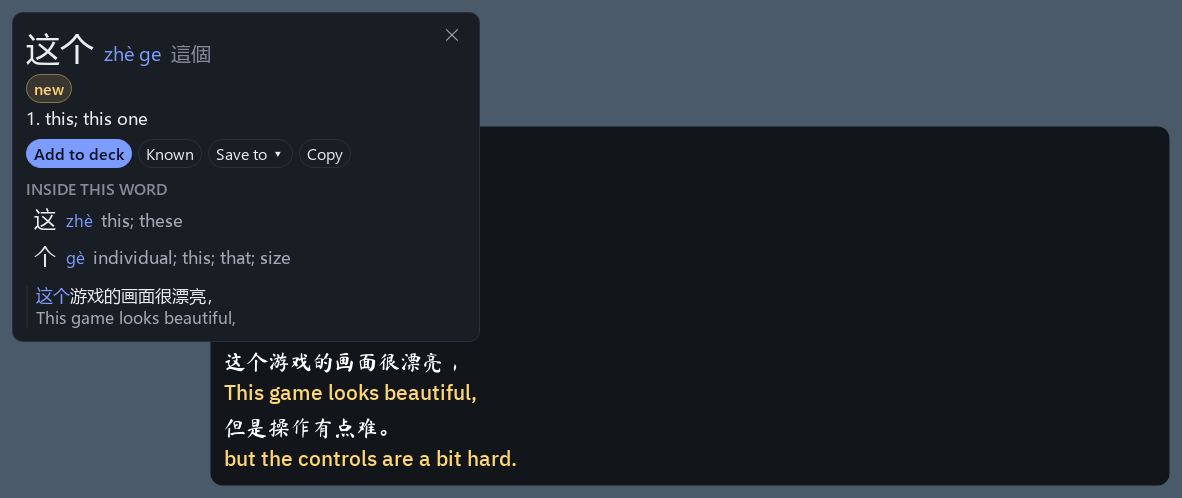 这个 zhè ge 這個
new
1. this; this one
Add to deck Known Save to ▾ Copy
INSIDE THIS WORD
这 zhè this; these
个 gè individual; this; that; size
这个游戏的画面很漂亮，
This game looks beautiful,
这个游戏的画面很漂亮，
This game looks beautiful,
但是操作有点难。
but the controls are a bit hard.